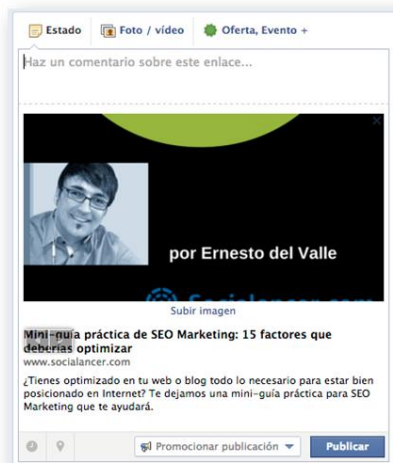 Estado Foto / vídeo Oferta, Evento +
Haz un comentario sobre este enlace...
por Ernesto del Valle
Socialancer.com
Subir imagen
Mini-guía práctica de SEO Marketing: 15 factores que
deberías optimizar
www.socialancer.com
¿Tienes optimizado en tu web o blog todo lo necesario para estar bien
posicionado en Internet? Te dejamos una mini-guía práctica para SEO
Marketing que te ayudará.
Promocionar publicación Publicar